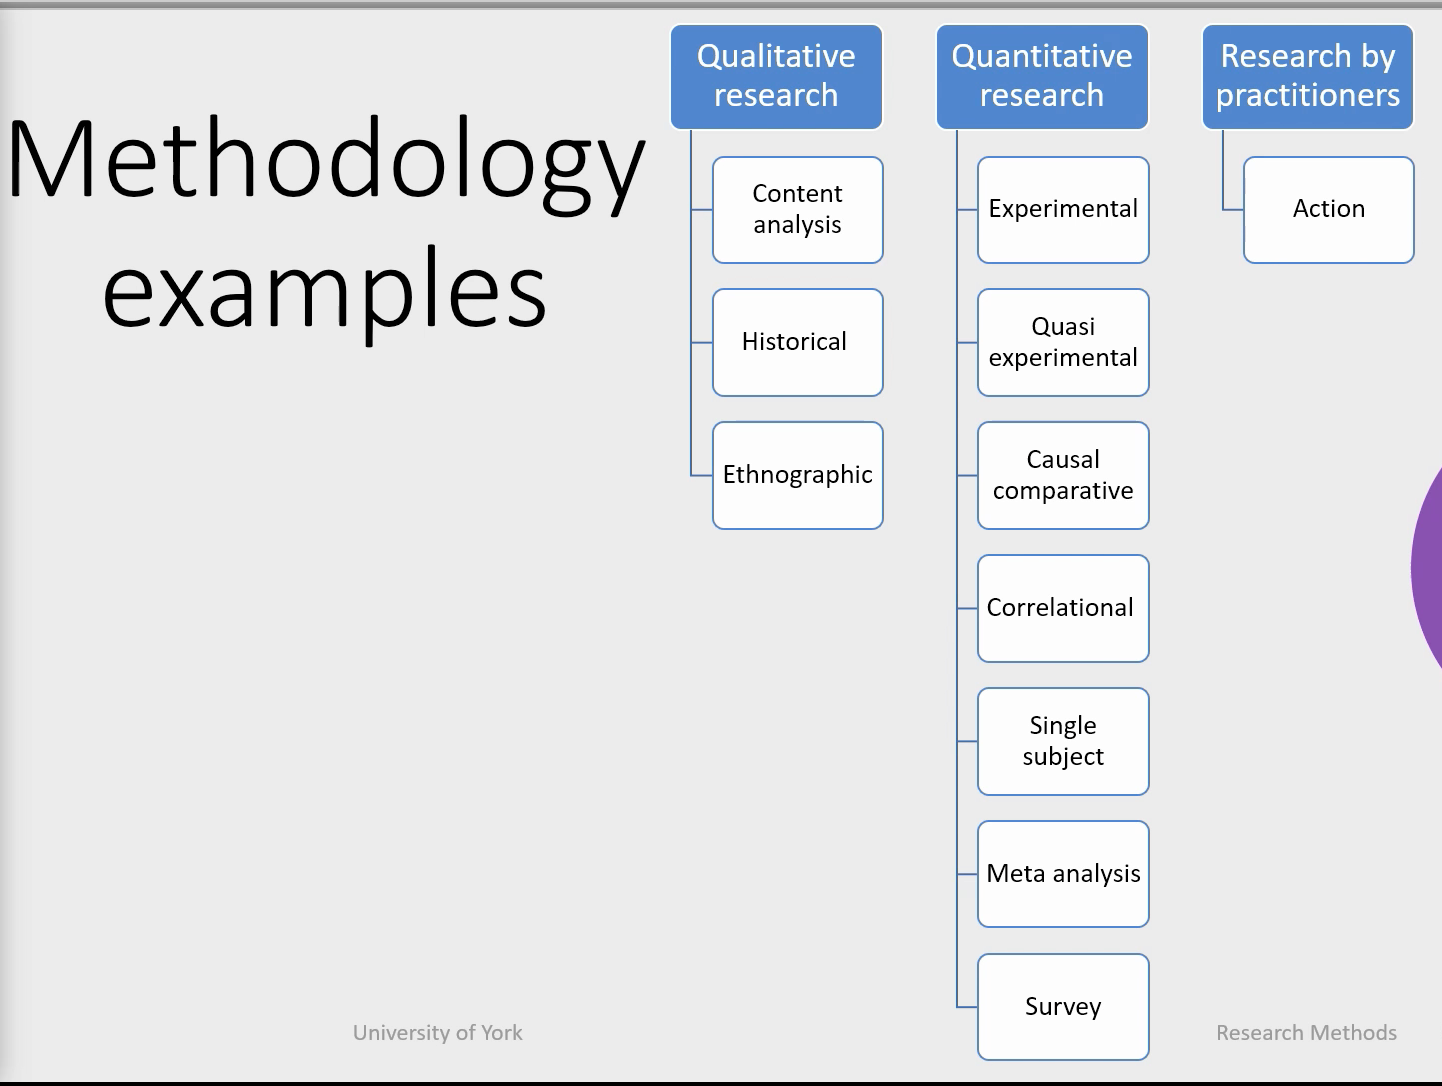 Methodology
examples
Qualitative
research
Content
analysis
Historical
Ethnographic
Quantitative
research
Experimental
Quasi
experimental
Causal
comparative
Correlational
Single
subject
Meta analysis
Survey
Research by
practitioners
Action
University of York
Research Methods